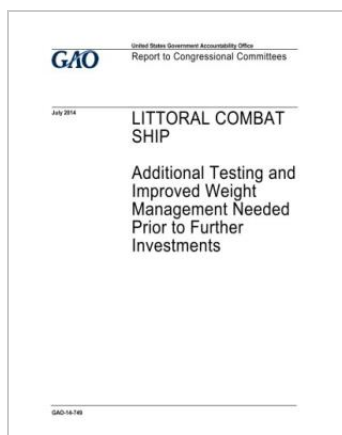 United States Government Accountability Office
GAO
Report to Congressional Committees
July 2014
LITTORAL COMBAT
SHIP
Additional Testing and
Improved Weight
Management Needed
Prior to Further
Investments
GAO-14-749